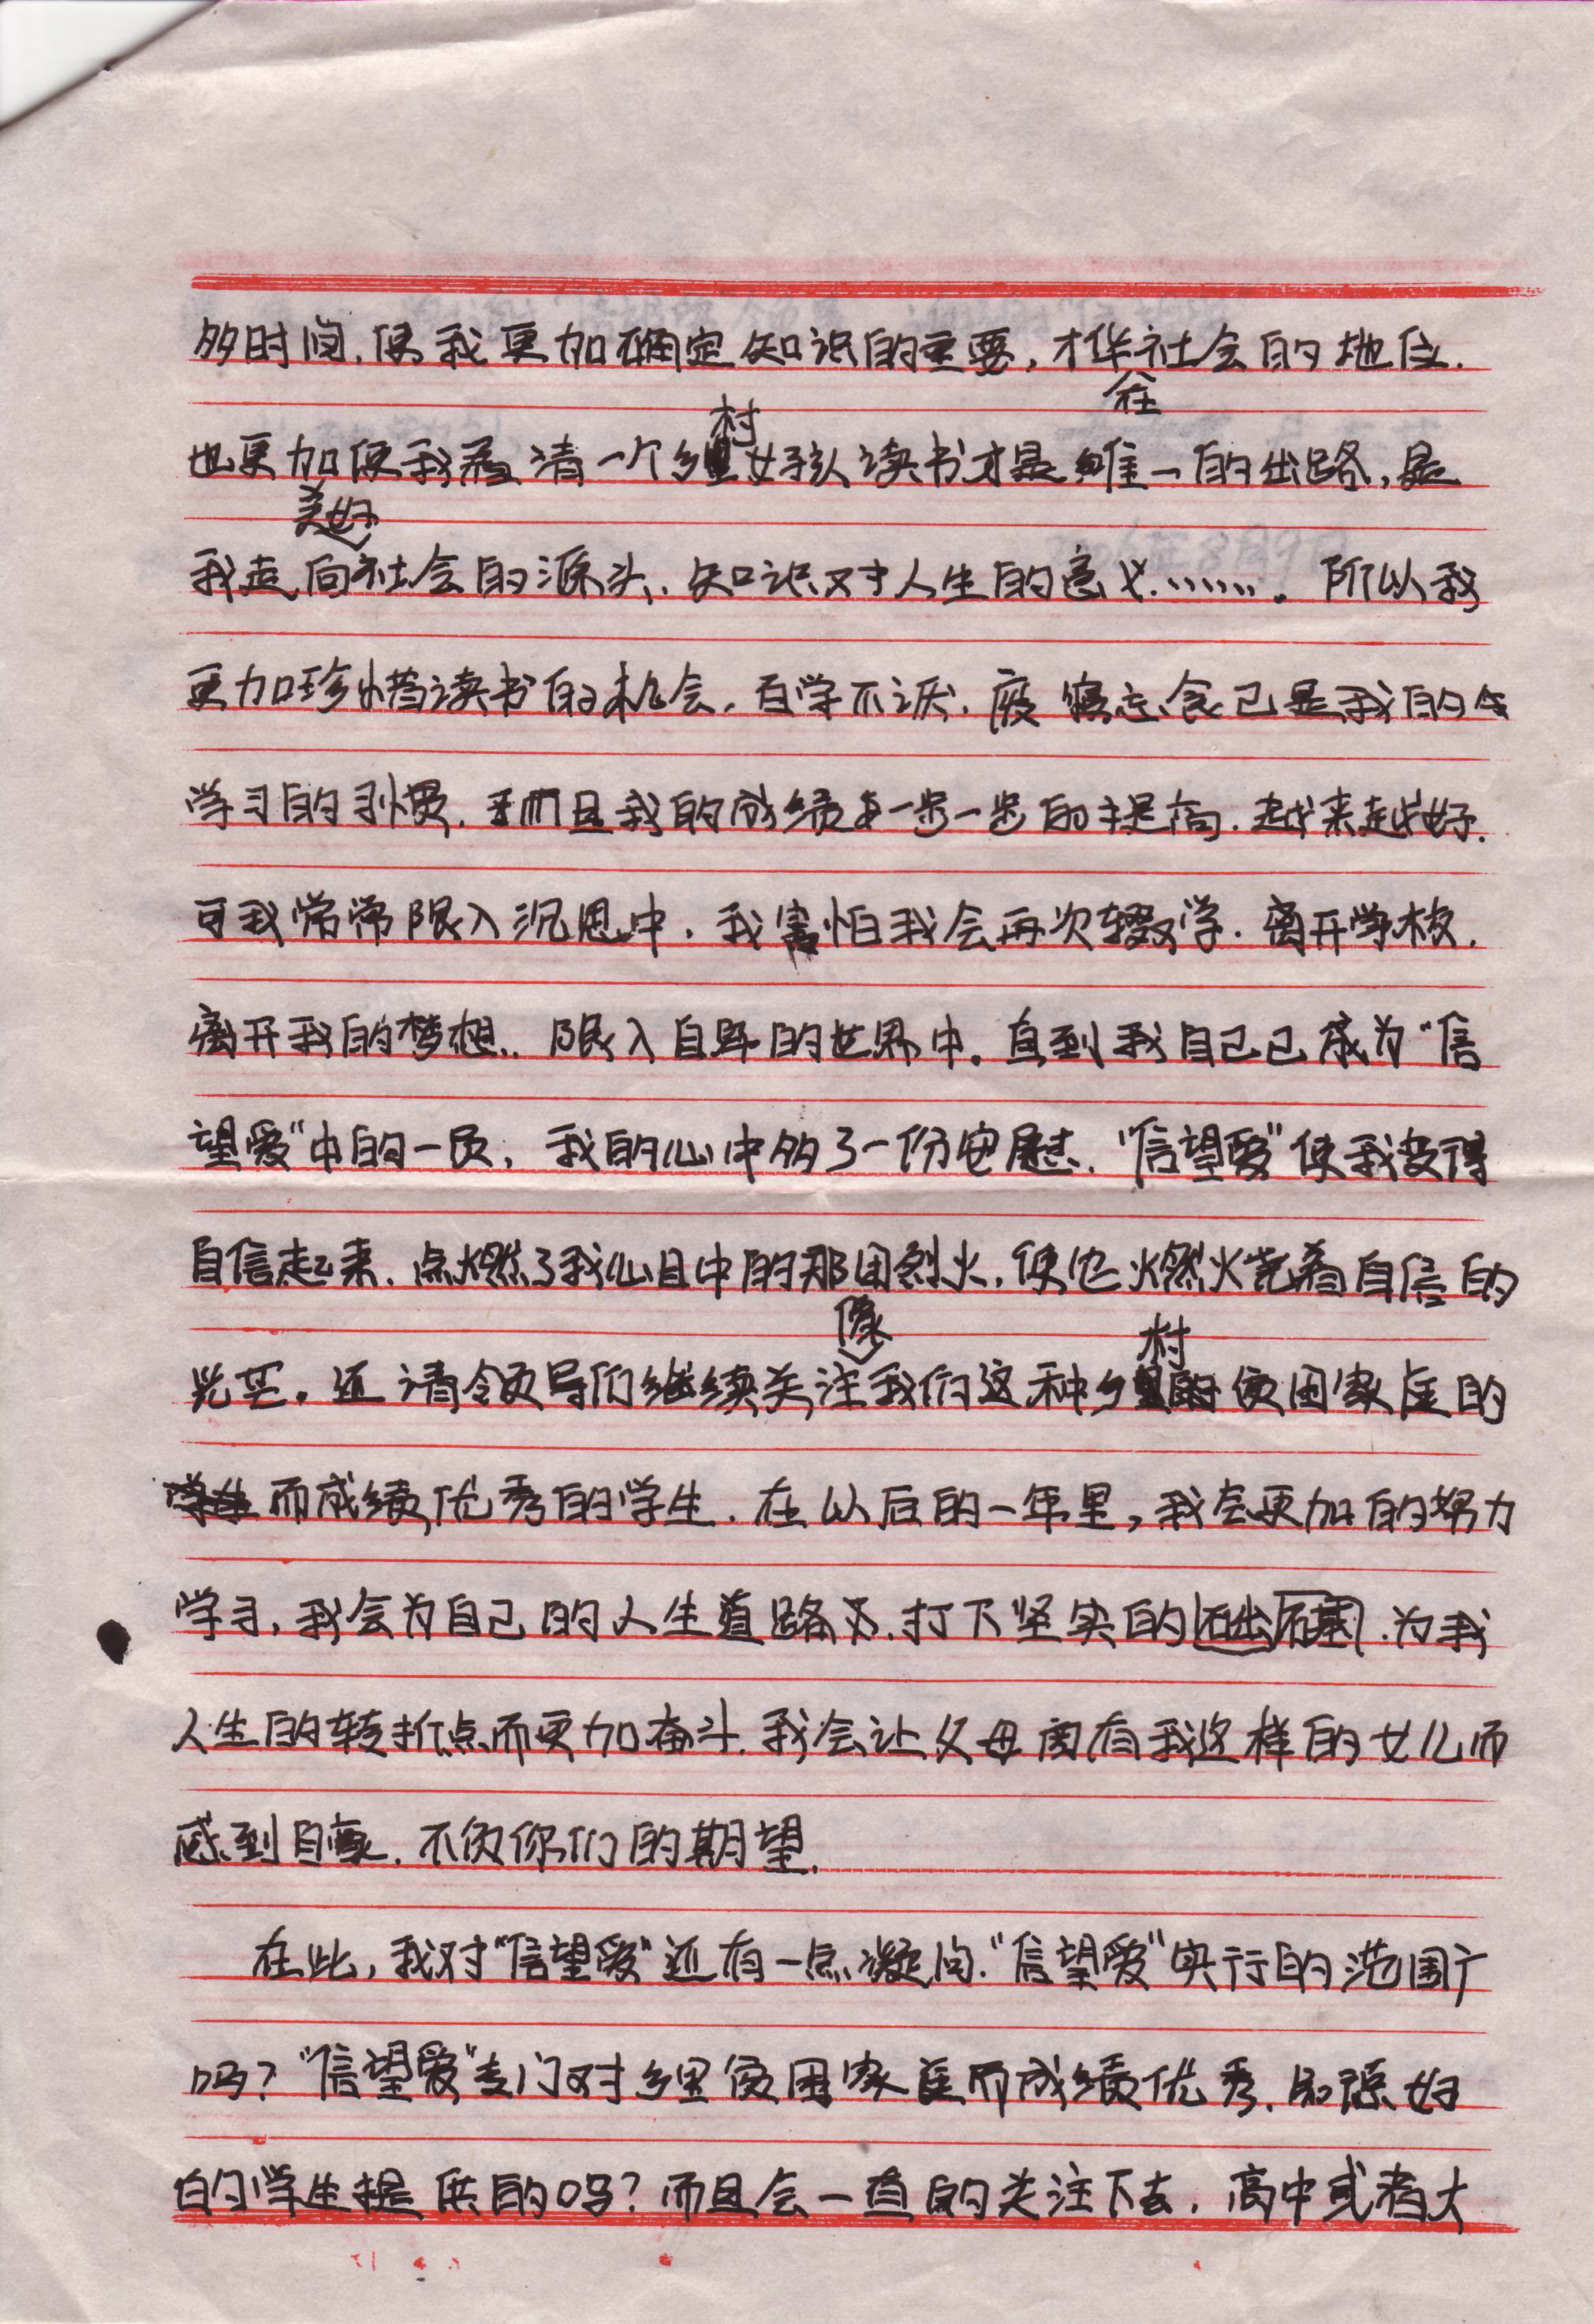 多时间，使我更加确定知识的重要，才华在社会的地位.
也更加使我看清一个乡村女孩读书才是唯一的出路，是
我走向美好社会的源头.知识对人生的意义…….所以我
更加珍惜读书的机会.百学不厌.废寝忘食已是我的
学习的习惯.而且我的成绩一步一步的提高.越来越好.
可我常常限入沉思中.我害怕我会再次辍学.离开学校.
离开我的梦想.限入自卑的世界中.直到我自己已成为“信
望爱”中的一员，我的心中多了一份安慰.“信望爱”使我变得
自信起来.点燃了我心目中的那团烈火.使他燃烧着自信的
光芒.还请领导们继续关注像我们这种乡村贫困家庭的
而成绩优秀的学生.在以后的一年里，我会更加的努力
学习，我会为自己的人生道路.打下坚实的础石.为我
人生的转折点而更加奋斗.我会让父母因有我这样的女儿而
感到自豪.不负你们的期望.
在此，我对“信望爱”还有一点凝问.“信望爱”实行的范围广
吗？“信望爱”专门对乡里贫困家庭而成绩优秀.品德好
的学生提供的吗？而且会一直的关注下去.高中或者大